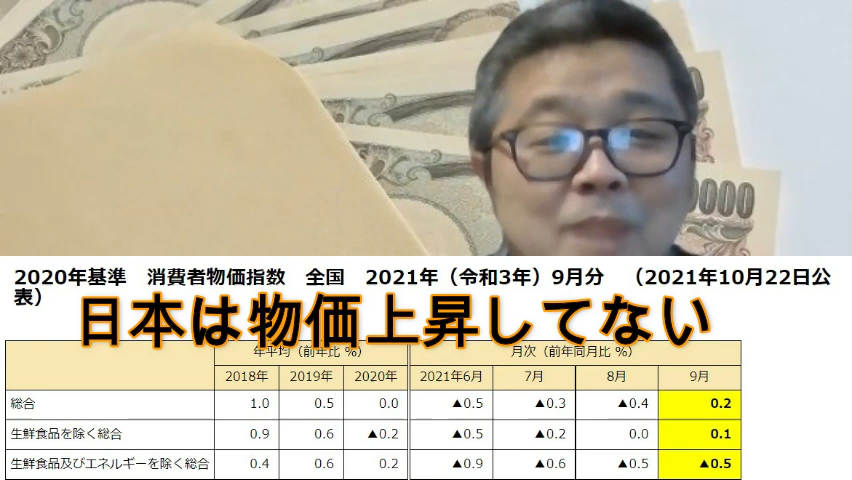 0000
2020年基準 消費者物価指数 全国 2021年（令和3年）9月分 （2021年10月22日公
表）
日本は物価上昇してない
年平均（前年比 %） 月次（前年同月比 %）
2018年 2019年 2020年 2021年6月 7月 8月 9月
総合 1.0 0.5 0.0 ▲0.5 ▲0.3 ▲0.4 0.2
生鮮食品を除く総合 0.9 0.6 ▲0.2 ▲0.5 ▲0.2 0.0 0.1
生鮮食品及びエネルギーを除く総合 0.4 0.6 0.2 ▲0.9 ▲0.6 ▲0.5 ▲0.5